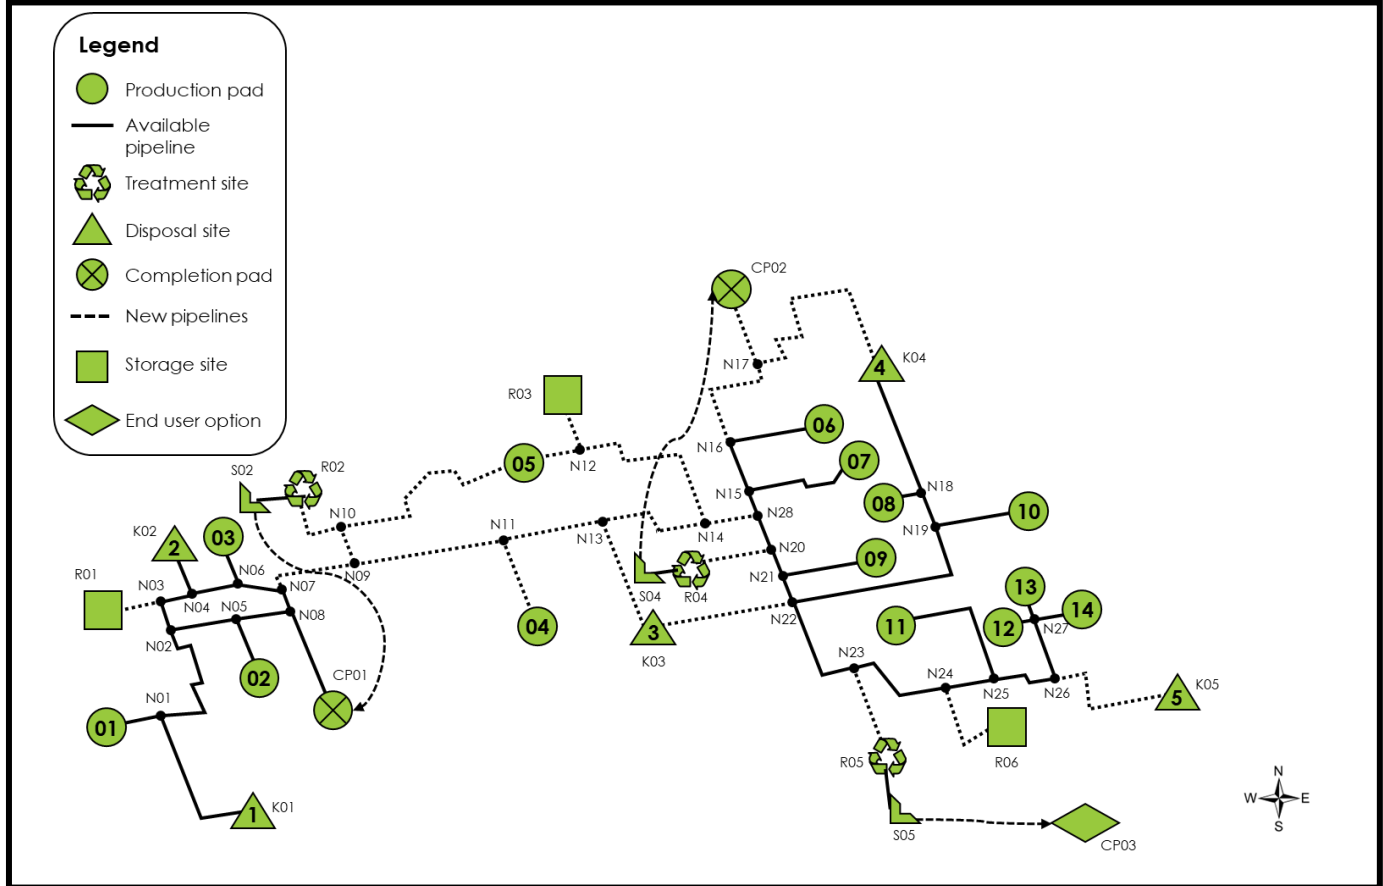 Legend
Production pad
Available
pipeline
Treatment site
Disposal site
Completion pad
New pipelines
Storage site
End user option
CP02
N17
4
K04
R03
N16
06
05
N12
07
S02
R02
N15
08
N18
N10
N28
N19
10
N11
N13
N14
K02
2
03
N20
09
R01
N03
N04
N06
N07
N09
N21
S04
R04
N05
N08
N22
13
14
N02
04
3
K03
11
12
N27
02
CP01
N23
N24
N25
N26
5
K05
N01
01
R05
R06
1
K01
S05
CP03
N
W
E
S